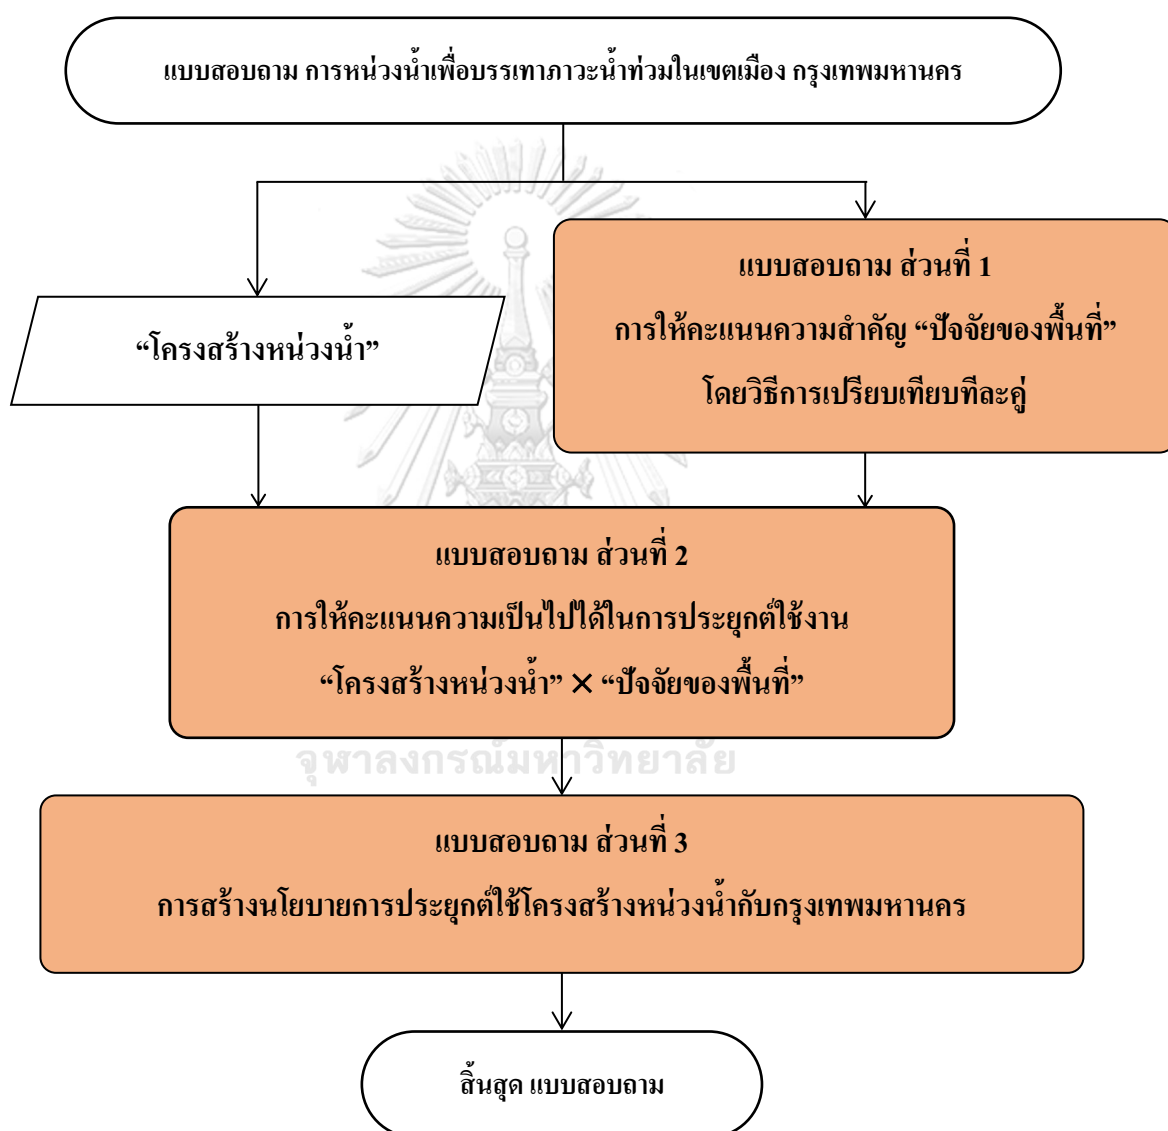 แบบสอบถาม การหน่วงน้ำเพื่อบรรเทาภาวะน้ำท่วมในเขตเมือง กรุงเทพมหานคร
“โครงสร้างหน่วงน้ำ”
แบบสอบถาม ส่วนที่ 1
การให้คะแนนความสำคัญ “ปัจจัยของพื้นที่”
โดยวิธีการเปรียบเทียบทีละคู่
แบบสอบถาม ส่วนที่ 2
การให้คะแนนความเป็นไปได้ในการประยุกต์ใช้งาน
“โครงสร้างหน่วงน้ำ” × “ปัจจัยของพื้นที่”
จุฬาลงกรณ์มหาวิทยาลัย
แบบสอบถาม ส่วนที่ 3
การสร้างนโยบายการประยุกต์ใช้โครงสร้างหน่วงน้ำกับกรุงเทพมหานคร
สิ้นสุด แบบสอบถาม